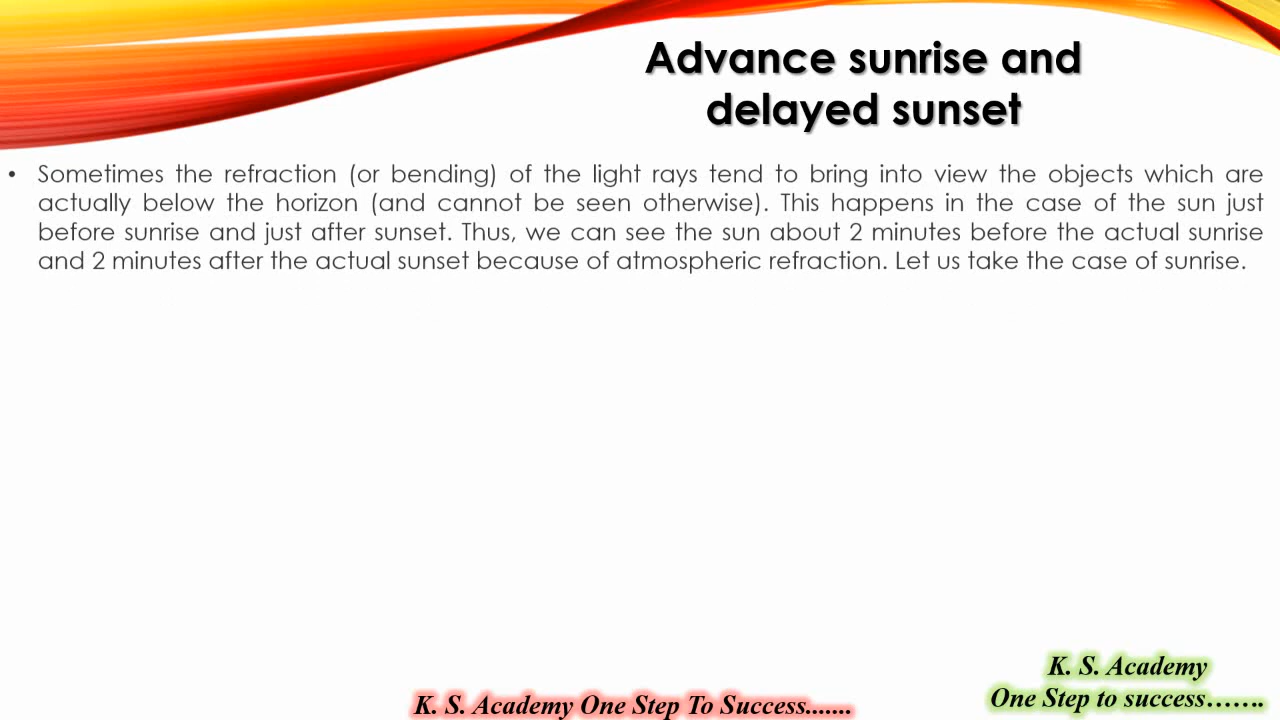 Advance sunrise and
delayed sunset
• Sometimes the refraction (or bending) of the light rays tend to bring into view the objects which are
actually below the horizon (and cannot be seen otherwise). This happens in the case of the sun just
before sunrise and just after sunset. Thus, we can see the sun about 2 minutes before the actual sunrise
and 2 minutes after the actual sunset because of atmospheric refraction. Let us take the case of sunrise.
K. S. Academy
One Step to success…….
K. S. Academy One Step To Success.......